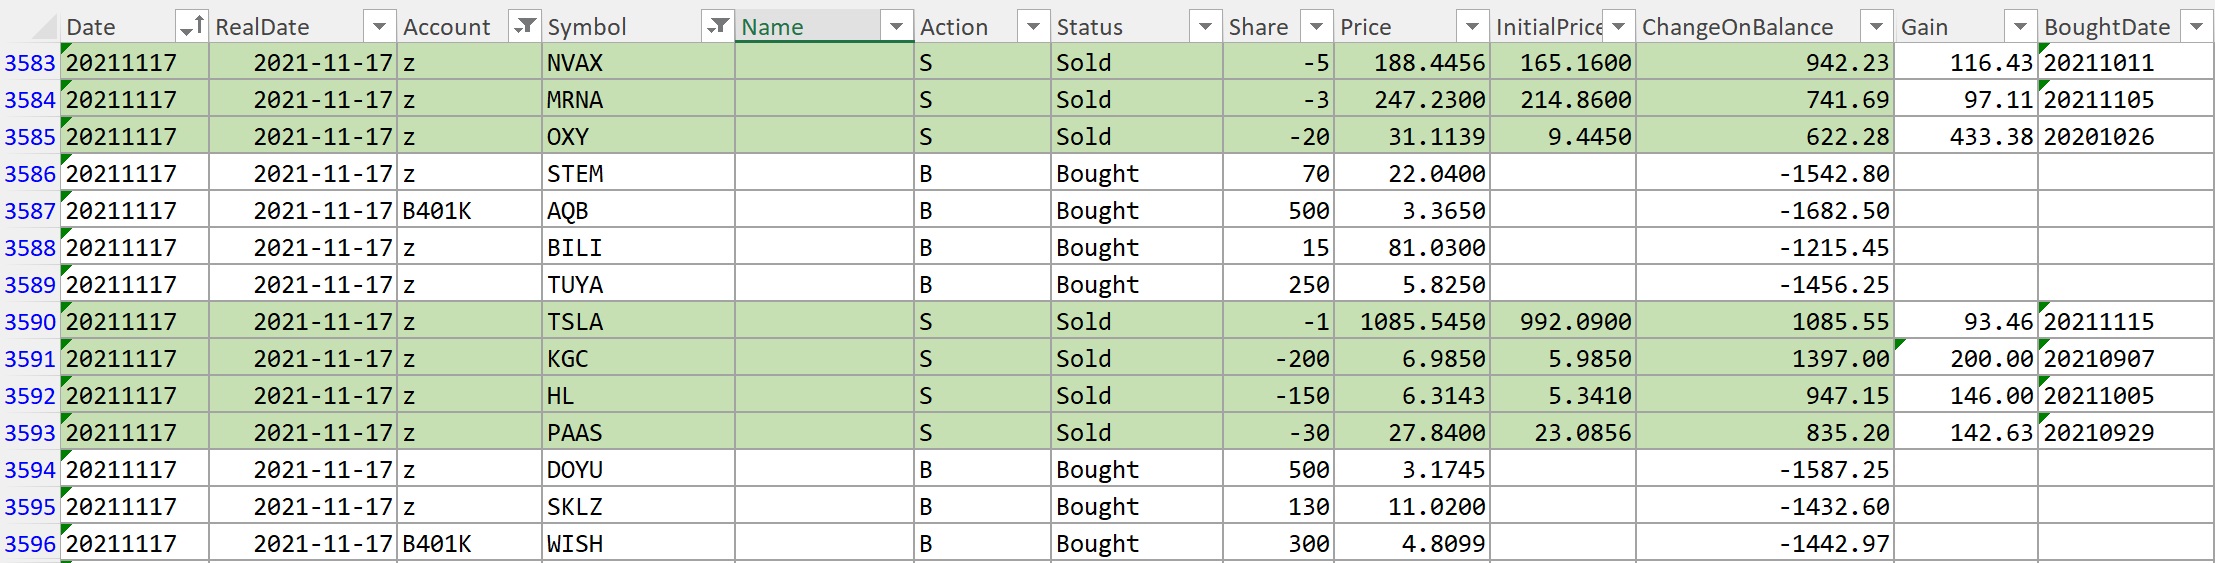 Date RealDate Account Symbol Name Action Status Share Price InitialPrice ChangeOnBalance Gain BoughtDate
3583 20211117 2021-11-17 z NVAX S Sold -5 188.4456 165.1600 942.23 116.43 20211011
3584 20211117 2021-11-17 z MRNA S Sold -3 247.2300 214.8600 741.69 97.11 20211105
3585 20211117 2021-11-17 z OXY S Sold -20 31.1139 9.4450 622.28 433.38 20201026
3586 20211117 2021-11-17 z STEM B Bought 70 22.0400 -1542.80
3587 20211117 2021-11-17 B401K AQB B Bought 500 3.3650 -1682.50
3588 20211117 2021-11-17 z BILI B Bought 15 81.0300 -1215.45
3589 20211117 2021-11-17 z TUYA B Bought 250 5.8250 -1456.25
3590 20211117 2021-11-17 z TSLA S Sold -1 1085.5450 992.0900 1085.55 93.46 20211115
3591 20211117 2021-11-17 z KGC S Sold -200 6.9850 5.9850 1397.00 200.00 20210907
3592 20211117 2021-11-17 z HL S Sold -150 6.3143 5.3410 947.15 146.00 20211005
3593 20211117 2021-11-17 z PAAS S Sold -30 27.8400 23.0856 835.20 142.63 20210929
3594 20211117 2021-11-17 z DOYU B Bought 500 3.1745 -1587.25
3595 20211117 2021-11-17 z SKLZ B Bought 130 11.0200 -1432.60
3596 20211117 2021-11-17 B401K WISH B Bought 300 4.8099 -1442.97